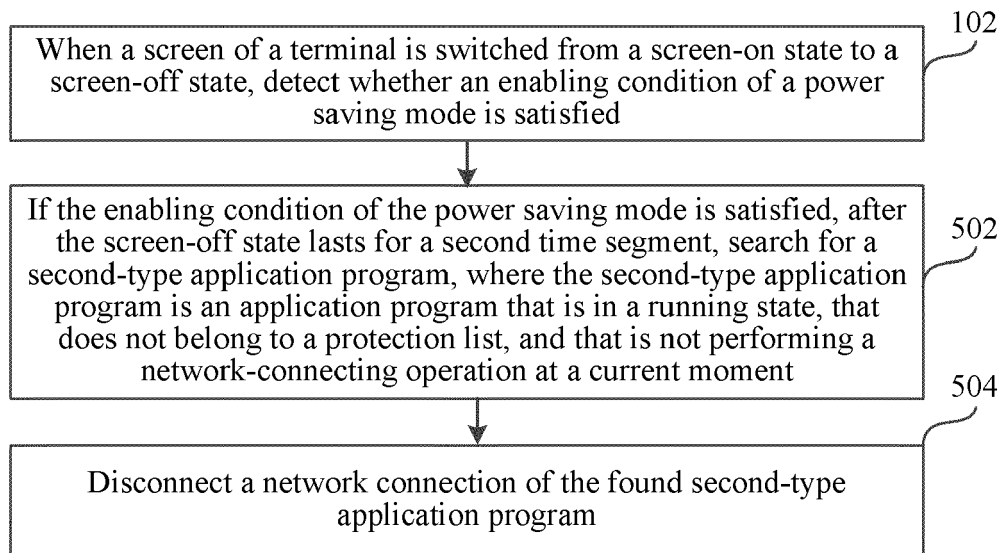 102
When a screen of a terminal is switched from a screen-on state to a
screen-off state, detect whether an enabling condition of a power
saving mode is satisfied
502
If the enabling condition of the power saving mode is satisfied, after
the screen-off state lasts for a second time segment, search for a
second-type application program, where the second-type application
program is an application program that is in a running state, that
does not belong to a protection list, and that is not performing a
network-connecting operation at a current moment
504
Disconnect a network connection of the found second-type
application program